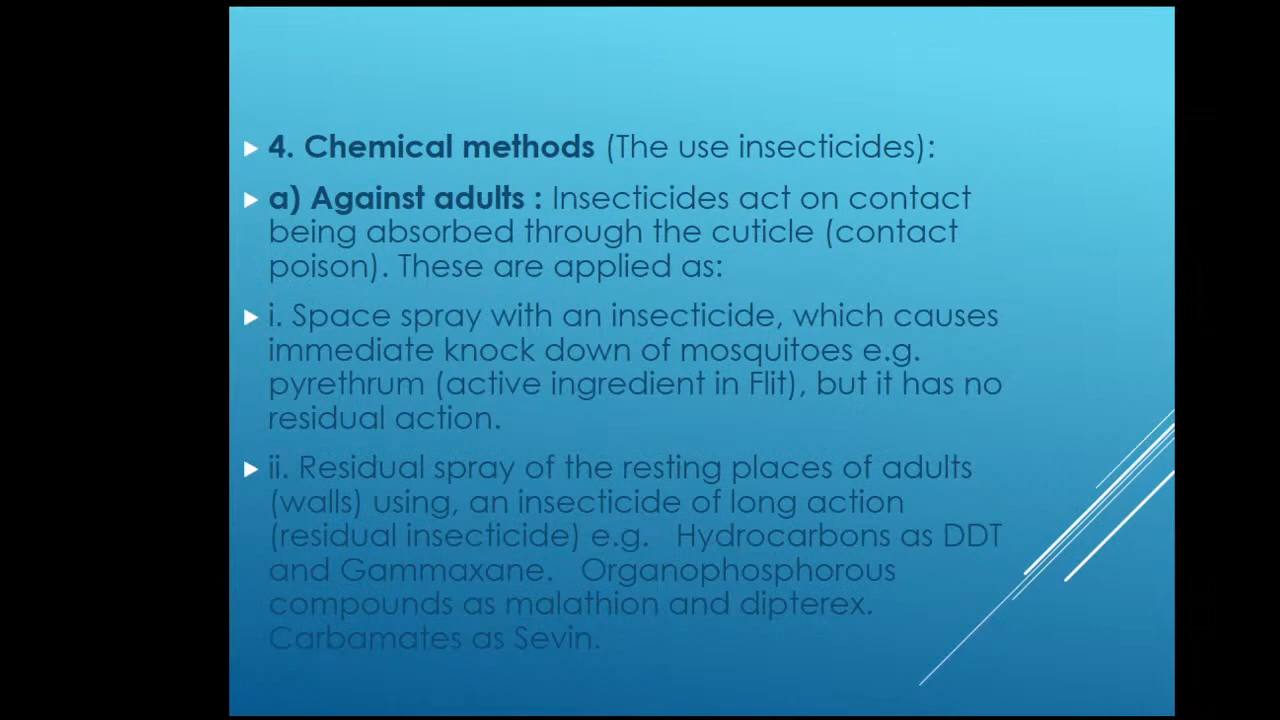 4. Chemical methods (The use insecticides):
a) Against adults : Insecticides act on contact
being absorbed through the cuticle (contact
poison). These are applied as:
i. Space spray with an insecticide, which causes
immediate knock down of mosquitoes e.g.
pyrethrum (active ingredient in Flit), but it has no
residual action.
ii. Residual spray of the resting places of adults
(walls) using, an insecticide of long action
(residual insecticide) e.g.   Hydrocarbons as DDT
and Gammaxane.   Organophosphorous
compounds as malathion and dipterex.
Carbamates as Sevin.